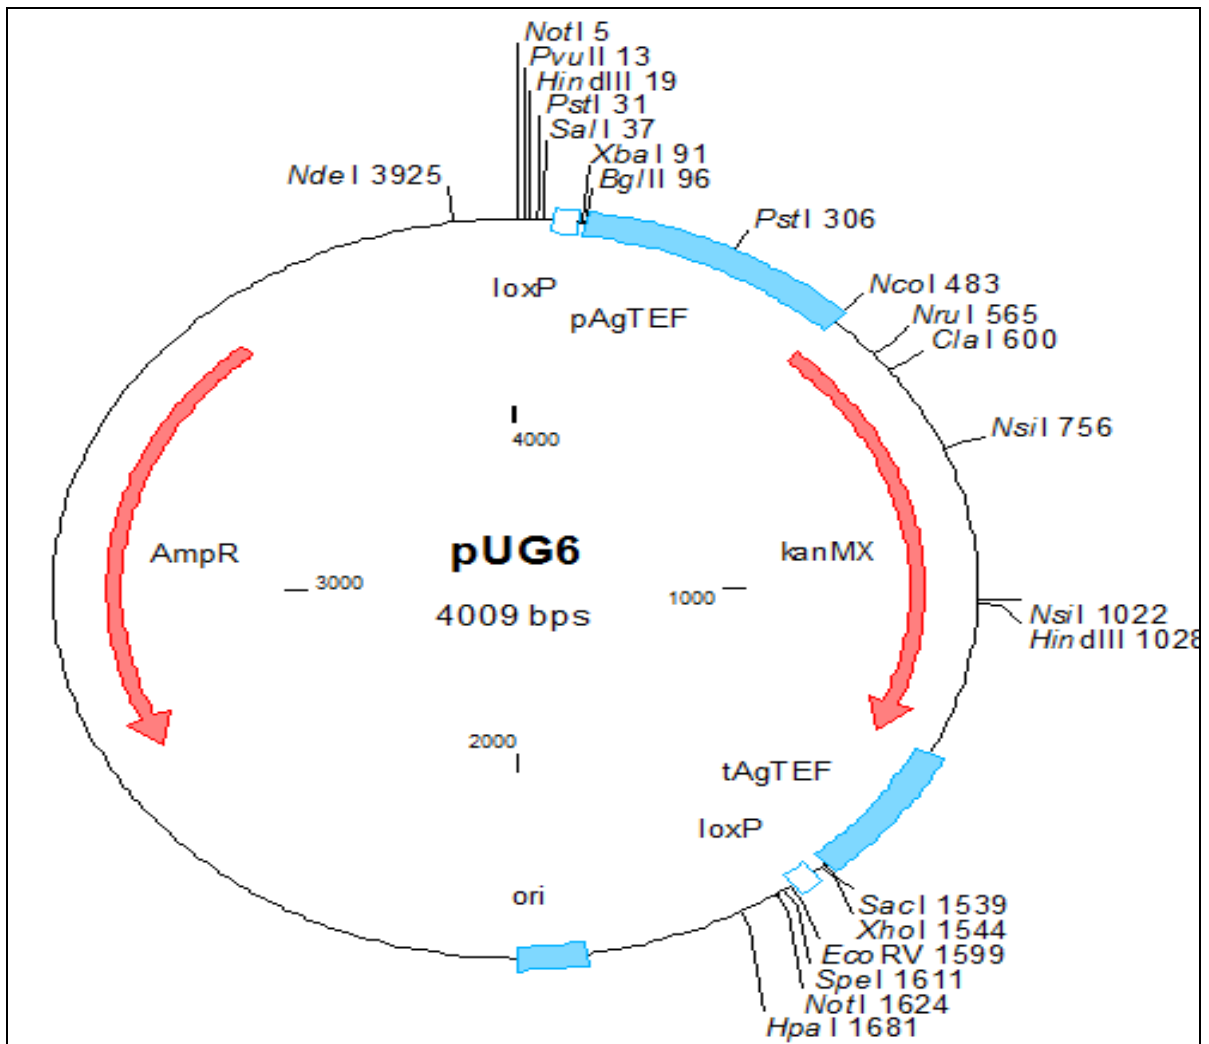 NotI 5
PvuII 13
HindIII 19
PstI 31
SalI 37
XbaI 91
BglII 96
NdeI 3925
PstI 306
loxP
pAgTEF
NcoI 483
NruI 565
ClaI 600
NsiI 756
4000
AmpR
pUG6
kanMX
3000
1000
4009 bps
NsiI 1022
HindIII 1028
2000
tAgTEF
loxP
ori
SacI 1539
XhoI 1544
EcoRV 1599
SpeI 1611
NotI 1624
HpaI 1681